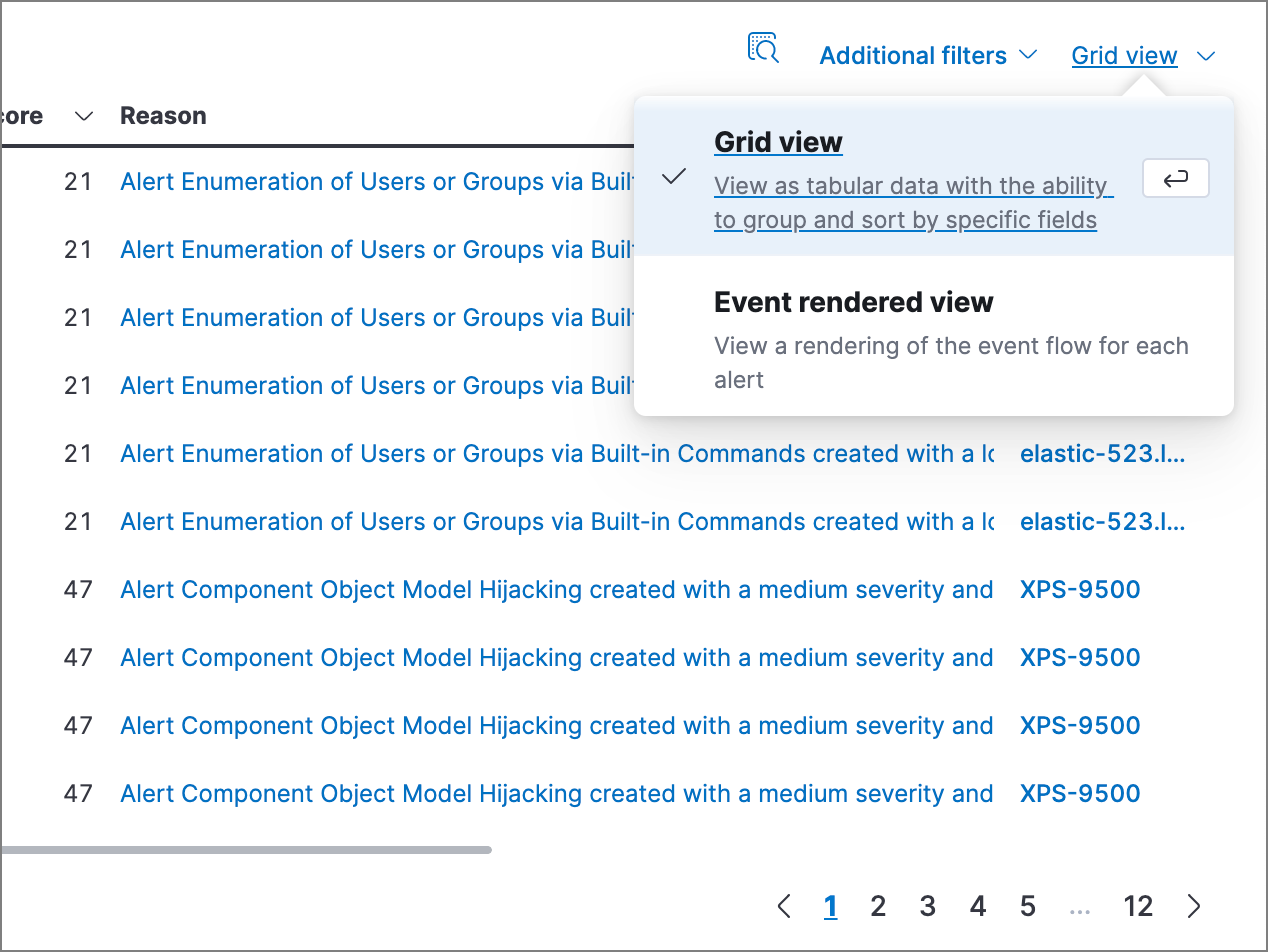 Additional filters Grid view
core Reason
Grid view
View as tabular data with the ability
to group and sort by specific fields
Event rendered view
View a rendering of the event flow for each
alert
21 Alert Enumeration of Users or Groups via Built
21 Alert Enumeration of Users or Groups via Built
21 Alert Enumeration of Users or Groups via Built
21 Alert Enumeration of Users or Groups via Built
21 Alert Enumeration of Users or Groups via Built-in Commands created with a lo elastic-523.l...
21 Alert Enumeration of Users or Groups via Built-in Commands created with a lo elastic-523.l...
47 Alert Component Object Model Hijacking created with a medium severity and XPS-9500
47 Alert Component Object Model Hijacking created with a medium severity and XPS-9500
47 Alert Component Object Model Hijacking created with a medium severity and XPS-9500
47 Alert Component Object Model Hijacking created with a medium severity and XPS-9500
1 2 3 4 5 ... 12